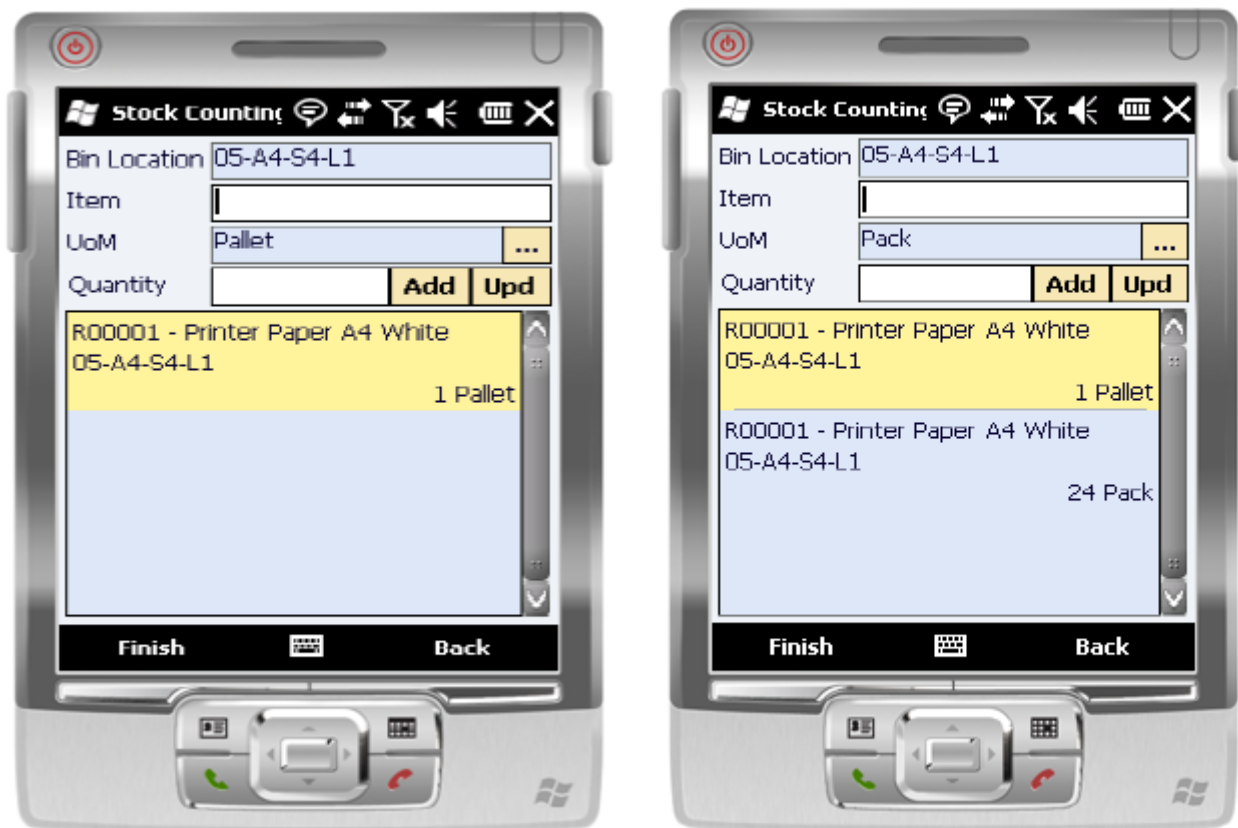 Stock Counting
Bin Location 05-A4-S4-L1
Item
UoM Pallet ...
Quantity Add Upd
R00001 - Printer Paper A4 White
05-A4-S4-L1
1 Pallet
Finish Back
Stock Counting
Bin Location 05-A4-S4-L1
Item
UoM Pack ...
Quantity Add Upd
R00001 - Printer Paper A4 White
05-A4-S4-L1
1 Pallet
R00001 - Printer Paper A4 White
05-A4-S4-L1
24 Pack
Finish Back